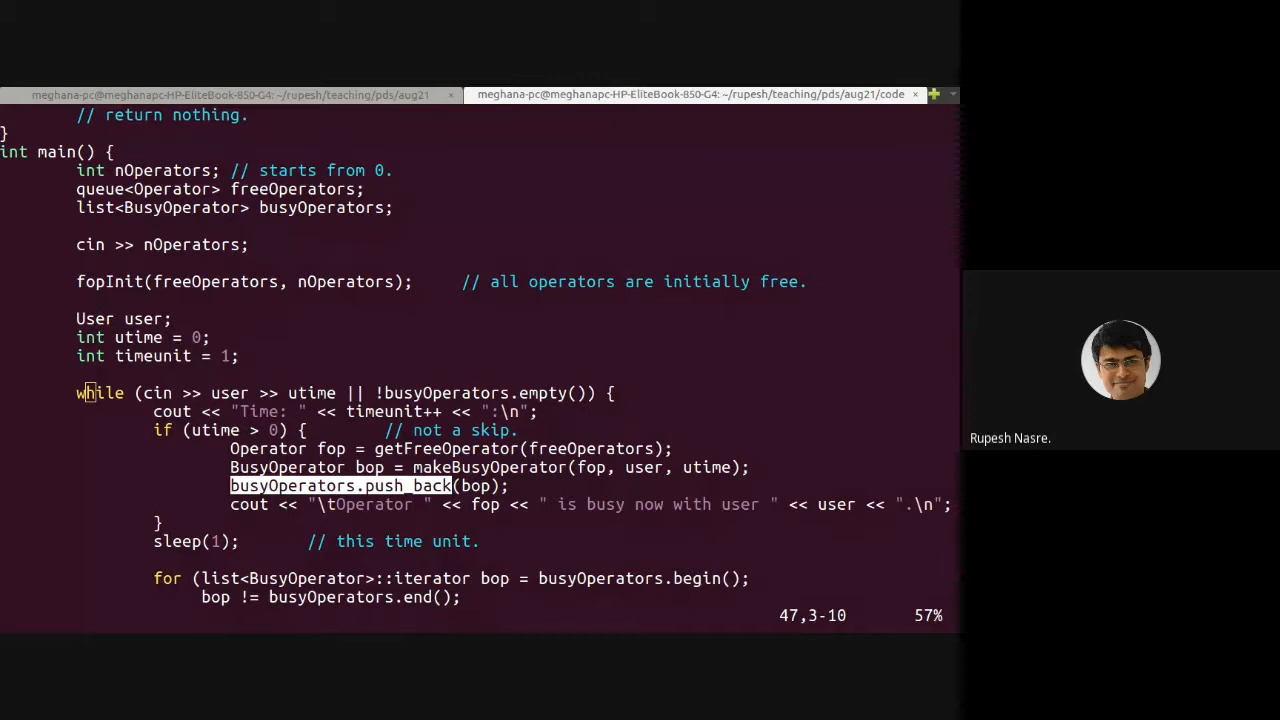 meghana-pc@meghanapc-HP-EliteBook-850-G4: ~/rupesh/teaching/pds/aug21 × meghana-pc@meghanapc-HP-EliteBook-850-G4: ~/rupesh/teaching/pds/aug21/code ×
// return nothing.
}
int main() {
int nOperators; // starts from 0.
queue<Operator> freeOperators;
list<BusyOperator> busyOperators;
cin >> nOperators;
fopInit(freeOperators, nOperators); // all operators are initially free.
User user;
int utime = 0;
int timeunit = 1;
while (cin >> user >> utime || !busyOperators.empty()) {
cout << "Time: " << timeunit++ << ":\n";
if (utime > 0) { // not a skip.
Operator fop = getFreeOperator(freeOperators);
BusyOperator bop = makeBusyOperator(fop, user, utime);
busyOperators.push_back(bop);
cout << "\tOperator " << fop << " is busy now with user " << user << ".\n";
}
sleep(1); // this time unit.
for (list<BusyOperator>::iterator bop = busyOperators.begin();
bop != busyOperators.end();
47,3-10 57%
Rupesh Nasre.